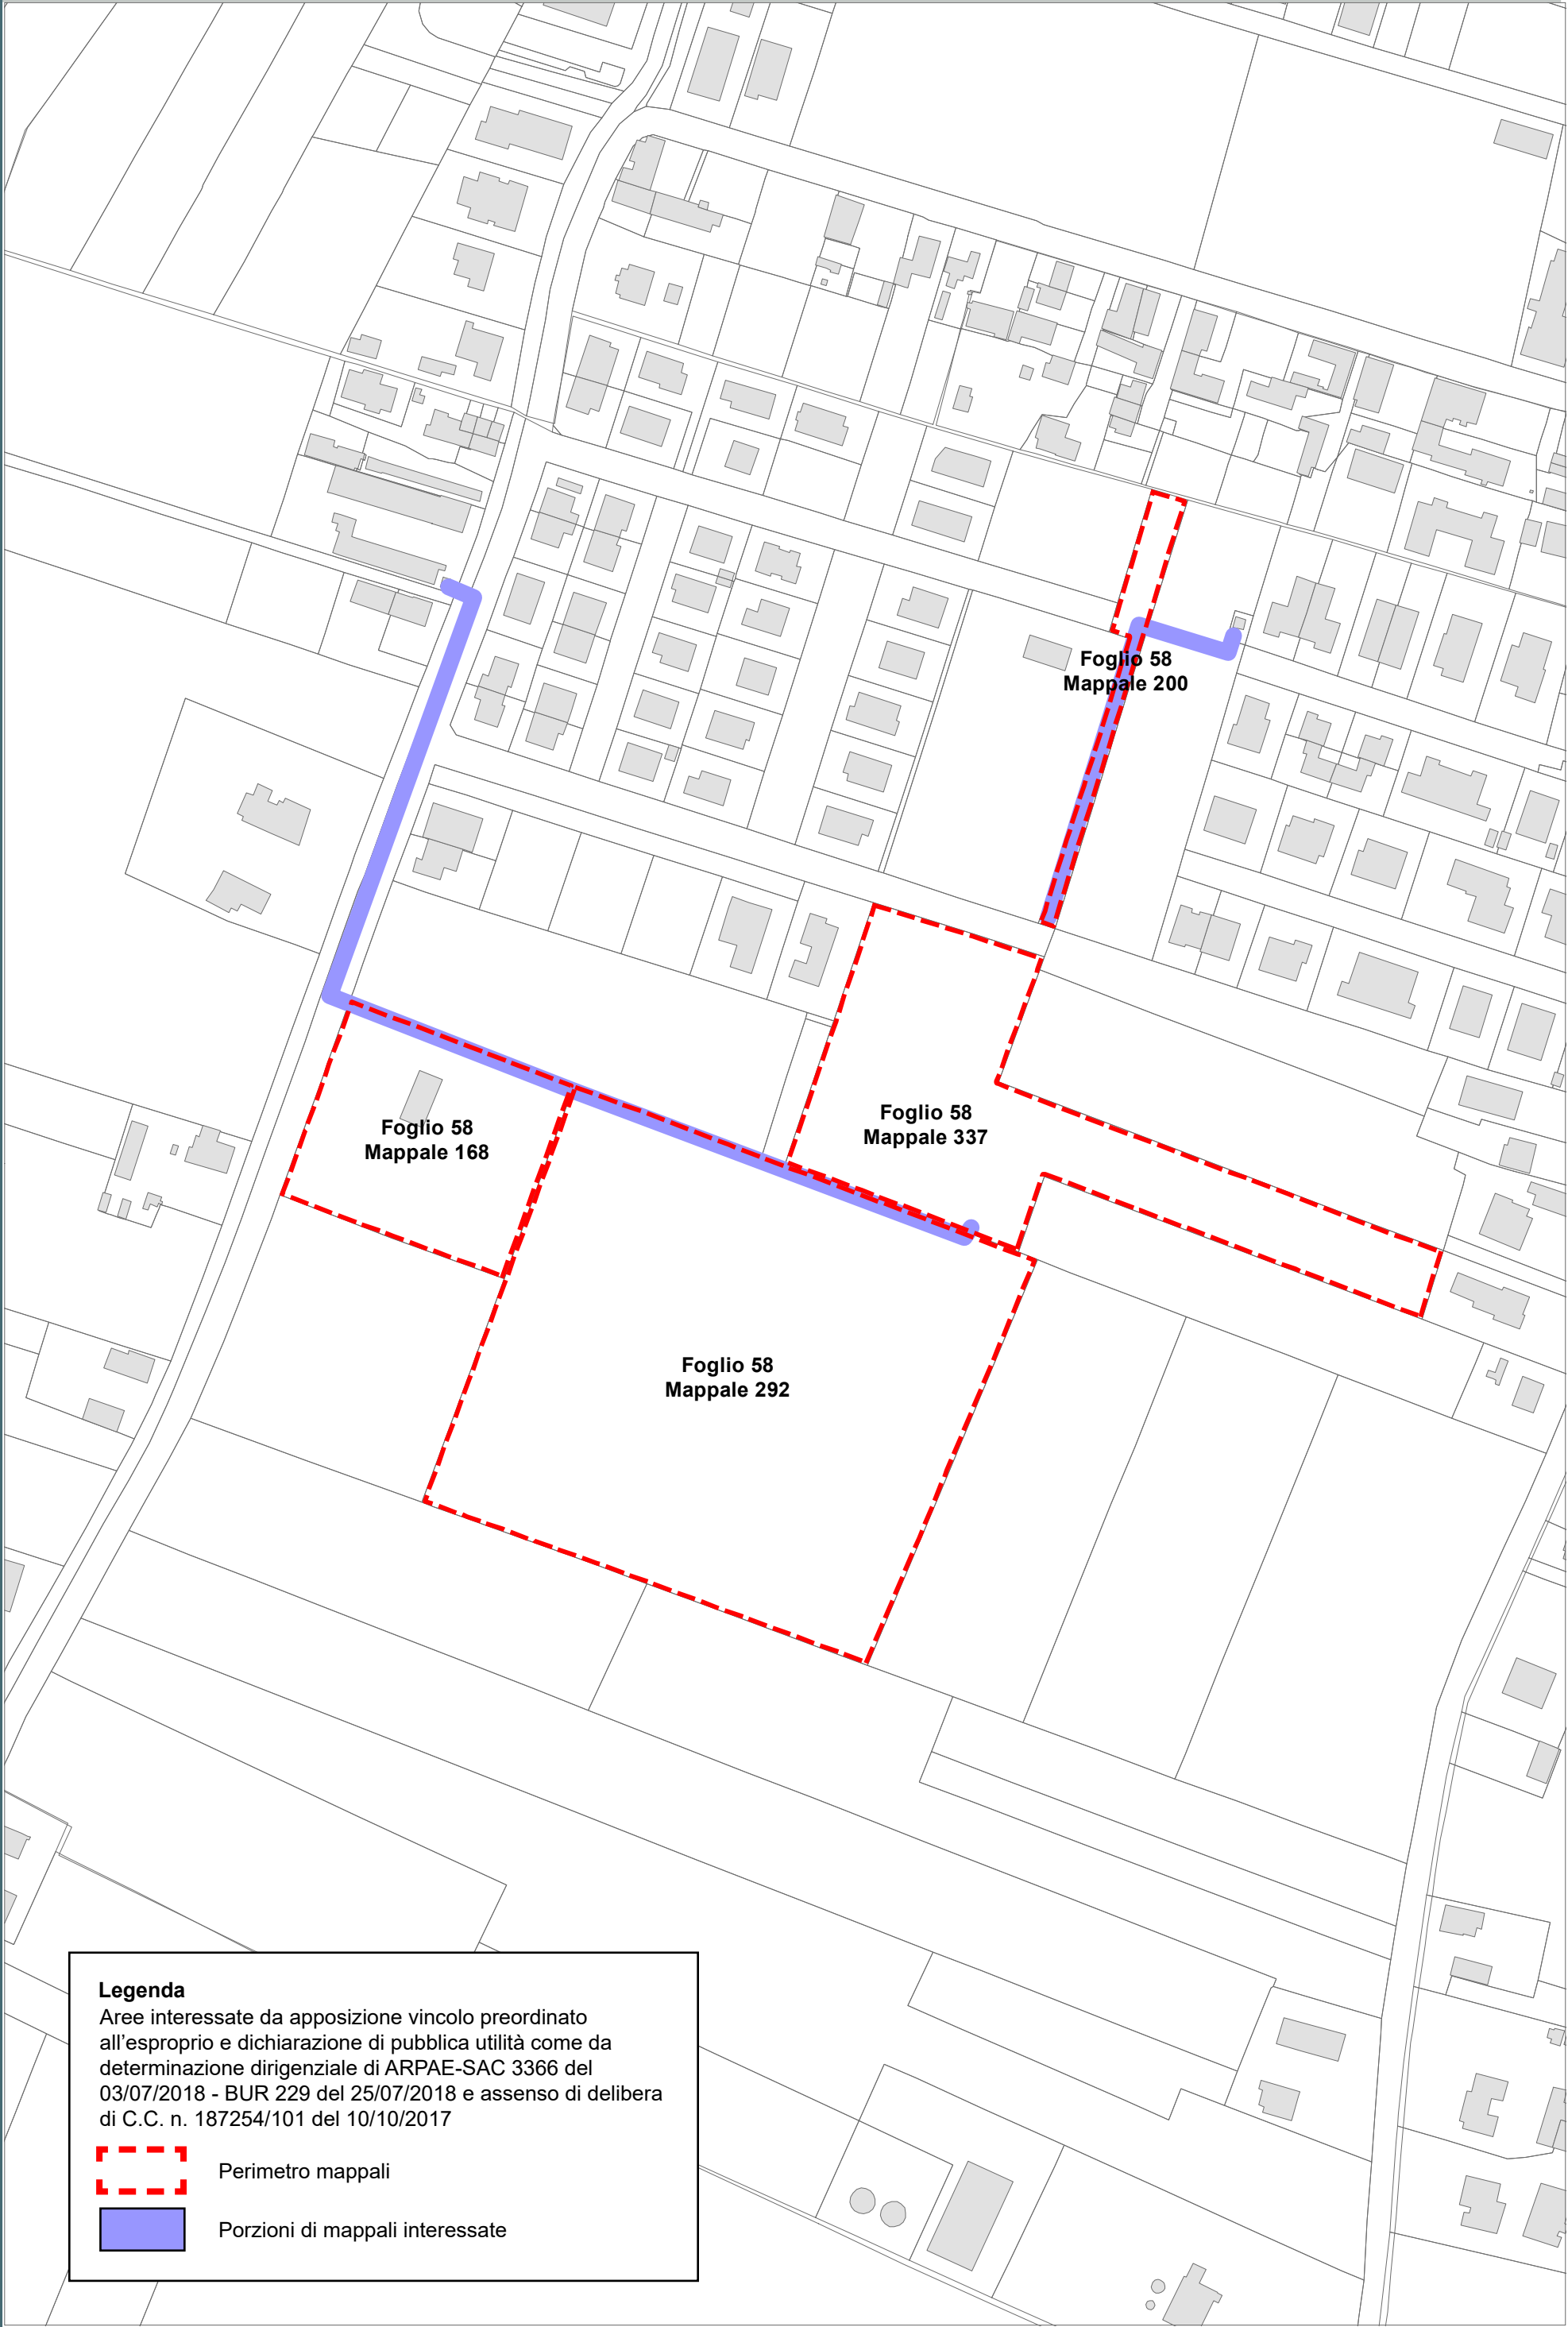 Foglio 58
Mappale 200
Foglio 58
Mappale 337
Foglio 58
Mappale 168
Foglio 58
Mappale 292
Legenda
Aree interessate da apposizione vincolo preordinato
all’esproprio e dichiarazione di pubblica utilità come da
determinazione dirigenziale di ARPAE-SAC 3366 del
03/07/2018 - BUR 229 del 25/07/2018 e assenso di delibera
di C.C. n. 187254/101 del 10/10/2017
Perimetro mappali
Porzioni di mappali interessate